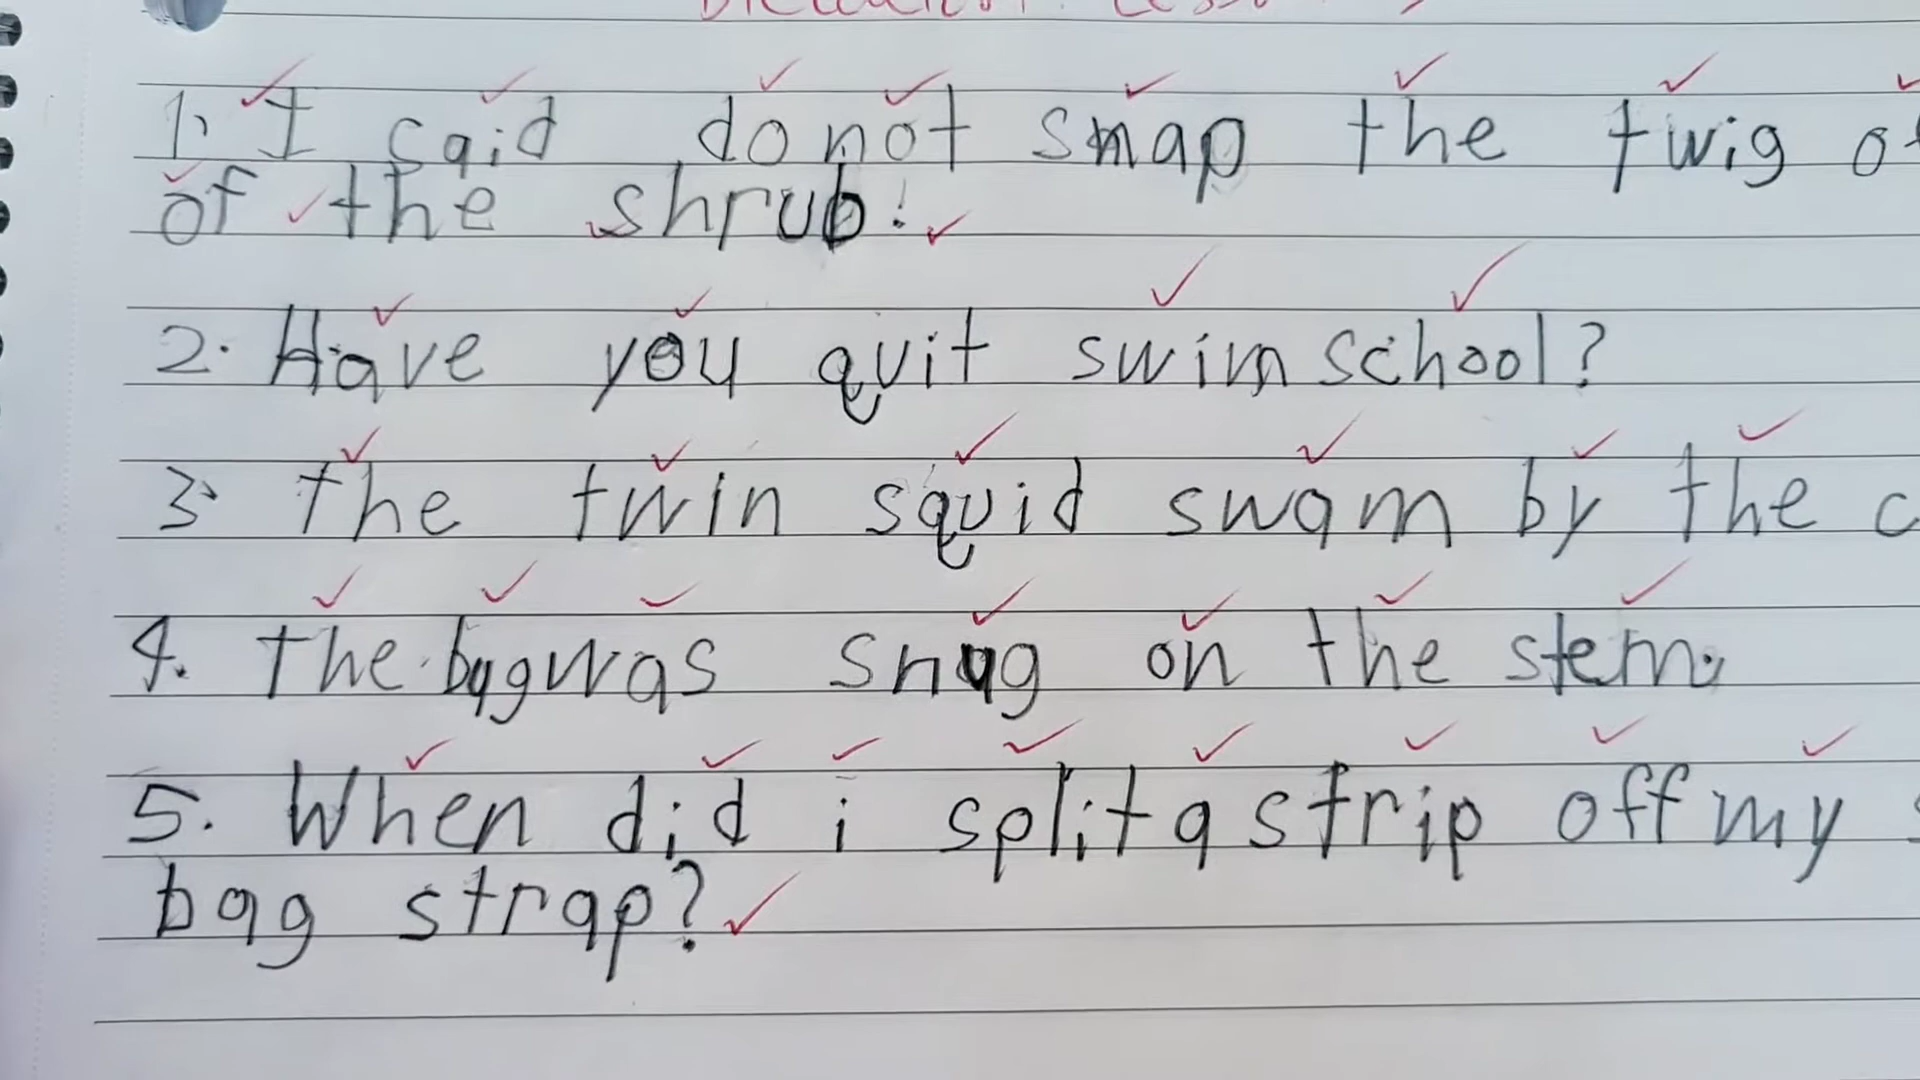 1. I said do not smap the twig
of the shrub!
2. Have you quit swim school?
3. the twin squid swam by the
4. the bag was snug on the stem.
5. When did i split a strip off my
bag strap?